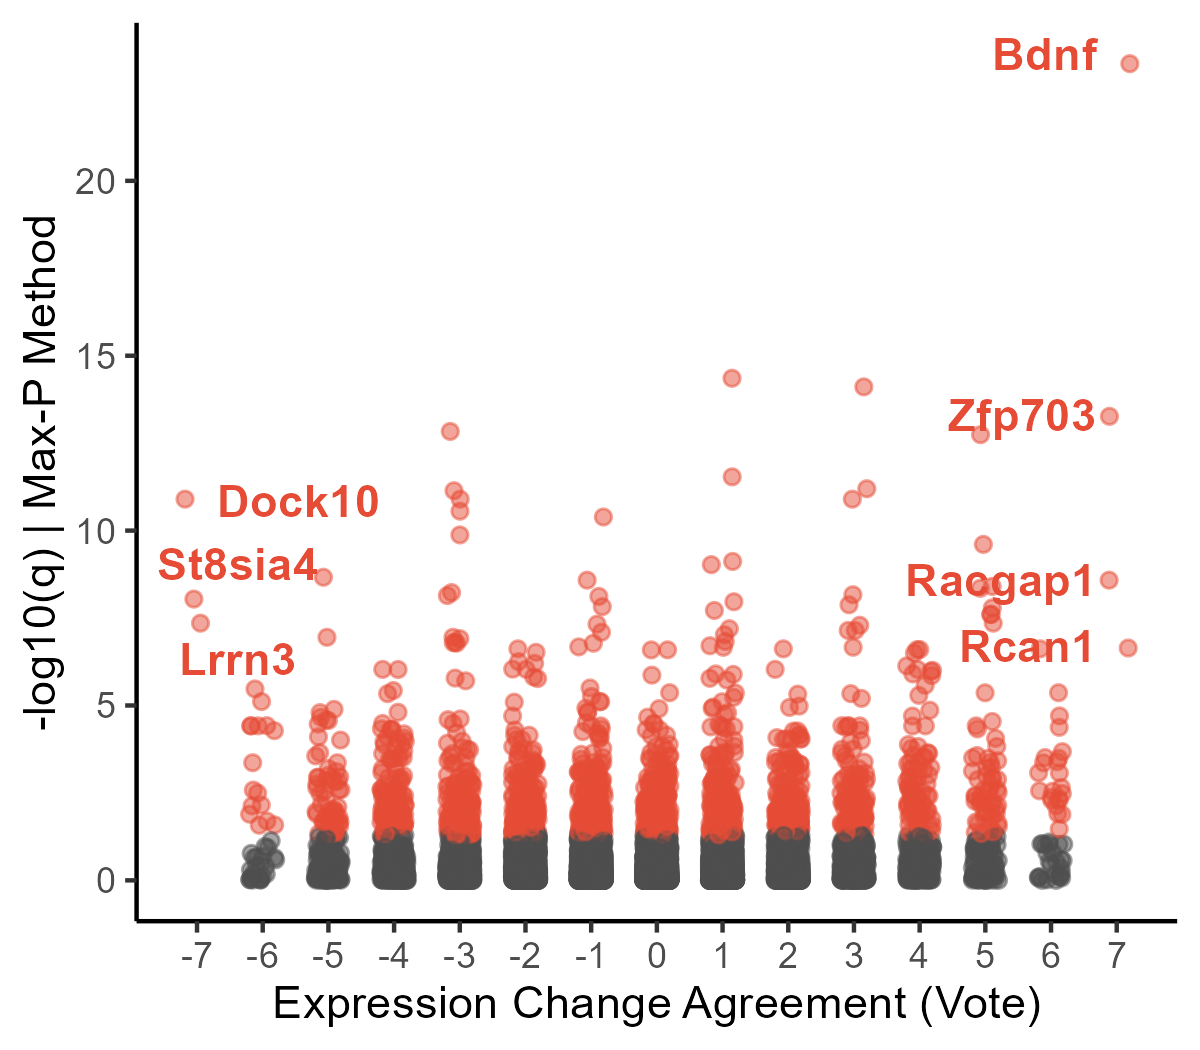 Bdnf
20
15
Zfp703
Dock10
10
St8sia4
Racgap1
Rcan1
Lrrn3
5
0
-log10(q) | Max-P Method
-7 -6 -5 -4 -3 -2 -1 0 1 2 3 4 5 6 7
Expression Change Agreement (Vote)